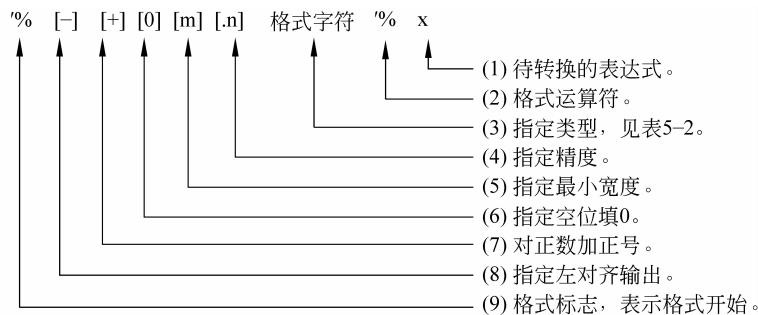 '% [−] [+] [0] [m] [.n] 格式字符 '% x
(1) 待转换的表达式。
(2) 格式运算符。
(3) 指定类型，见表5−2。
(4) 指定精度。
(5) 指定最小宽度。
(6) 指定空位填0。
(7) 对正数加正号。
(8) 指定左对齐输出。
(9) 格式标志，表示格式开始。